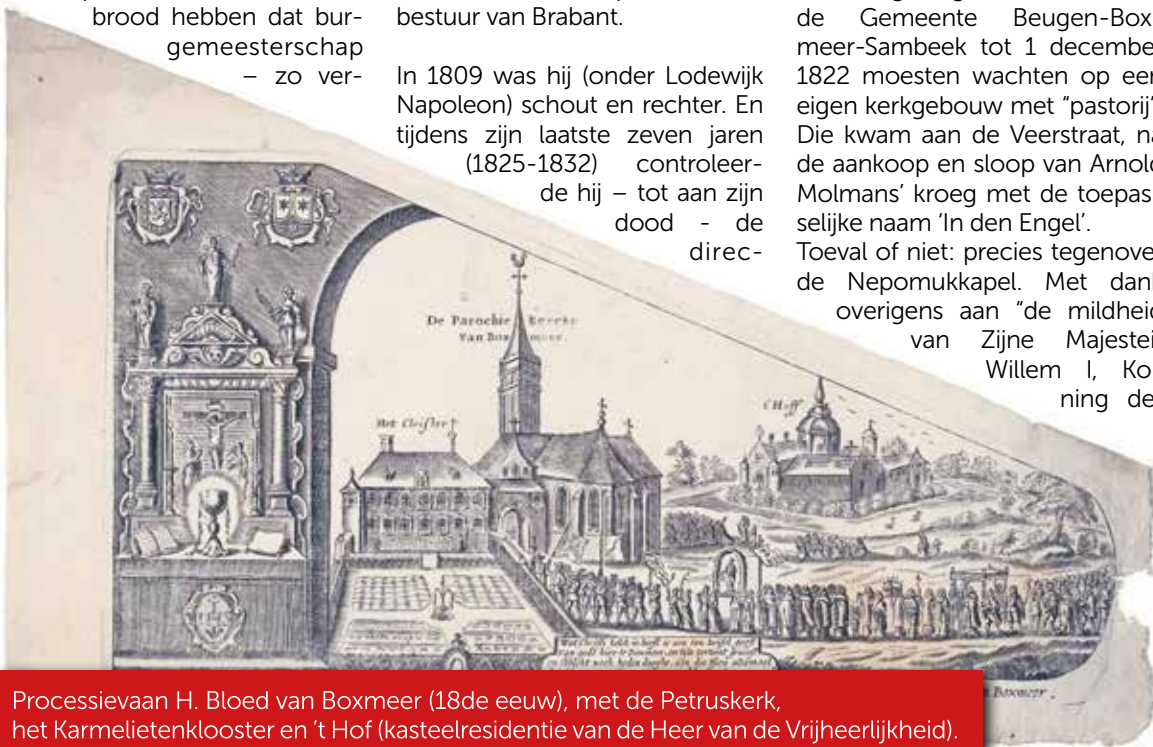 brood hebben dat bur-
gemeesterschap
– zo ver-
bestuur van Brabant.
In 1809 was hij (onder Lodewijk
Napoleon) schout en rechter. En
tijdens zijn laatste zeven jaren
(1825-1832) controleer-
de hij – tot aan zijn
dood - de
direc-
de Gemeente Beugen-Box
meer-Sambeek tot 1 decembe
1822 moesten wachten op een
eigen kerkgebouw met “pastorij”
Die kwam aan de Veerstraat, na
de aankoop en sloop van Arnold
Molmans’ kroeg met de toepas
selijke naam ‘In den Engel’.
Toeval of niet: precies tegenove
de Nepomukkapel. Met dank
overigens aan “de mildheid
van Zijne Majestei
Willem I, Ko
ning de
De Parochie Kercke
Van Boxmeer.
Het Clooster
t'Hoff
Boxmeer.
Processievaan H. Bloed van Boxmeer (18de eeuw), met de Petruskerk,
het Karmelietenklooster en ’t Hof (kasteelresidentie van de Heer van de Vrijheerlijkheid).